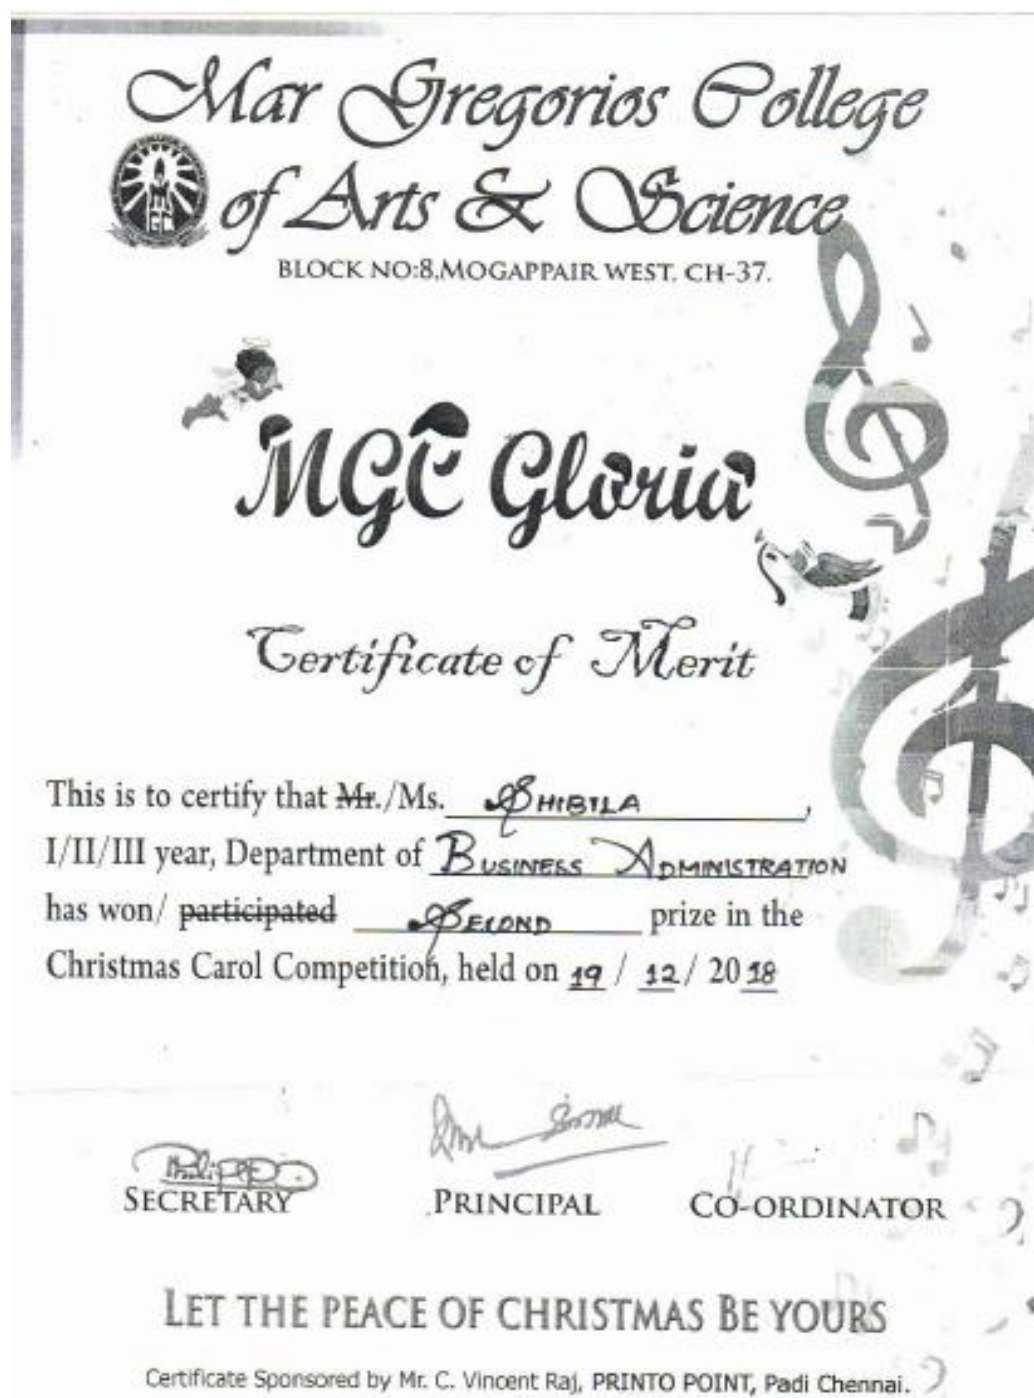 Mar Gregorios College
of Arts & Science
BLOCK NO:8,MOGAPPAIR WEST, CH-37.
MGC Gloria
Certificate of Merit
This is to certify that Mr./Ms. SHIBILA,
I/II/III year, Department of BUSINESS ADMINISTRATION
has won/ participated SECOND prize in the
Christmas Carol Competition, held on 19 / 12 / 2018
SECRETARY PRINCIPAL CO-ORDINATOR
LET THE PEACE OF CHRISTMAS BE YOURS
Certificate Sponsored by Mr. C. Vincent Raj, PRINTO POINT, Padi Chennai.